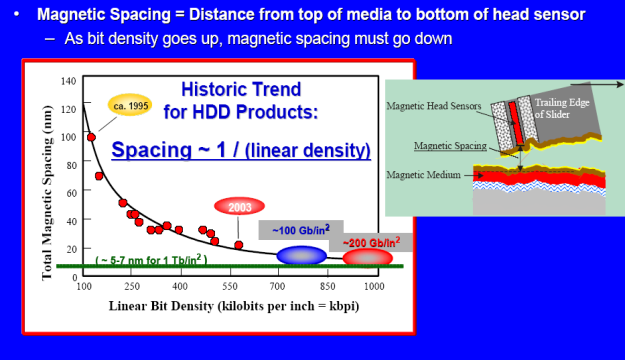 • Magnetic Spacing = Distance from top of media to bottom of head sensor
– As bit density goes up, magnetic spacing must go down
Historic Trend
for HDD Products:
Spacing ~ 1 / (linear density)
ca. 1995
2003
~100 Gb/in2
~200 Gb/in2
( ~ 5-7 nm for 1 Tb/in2 )
Total Magnetic Spacing (nm)
140
120
100
80
60
40
20
0
100
250
400
550
700
850
1000
Linear Bit Density (kilobits per inch = kbpi)
Magnetic Head Sensors
Trailing Edge
of Slider
Magnetic Spacing
Magnetic Medium